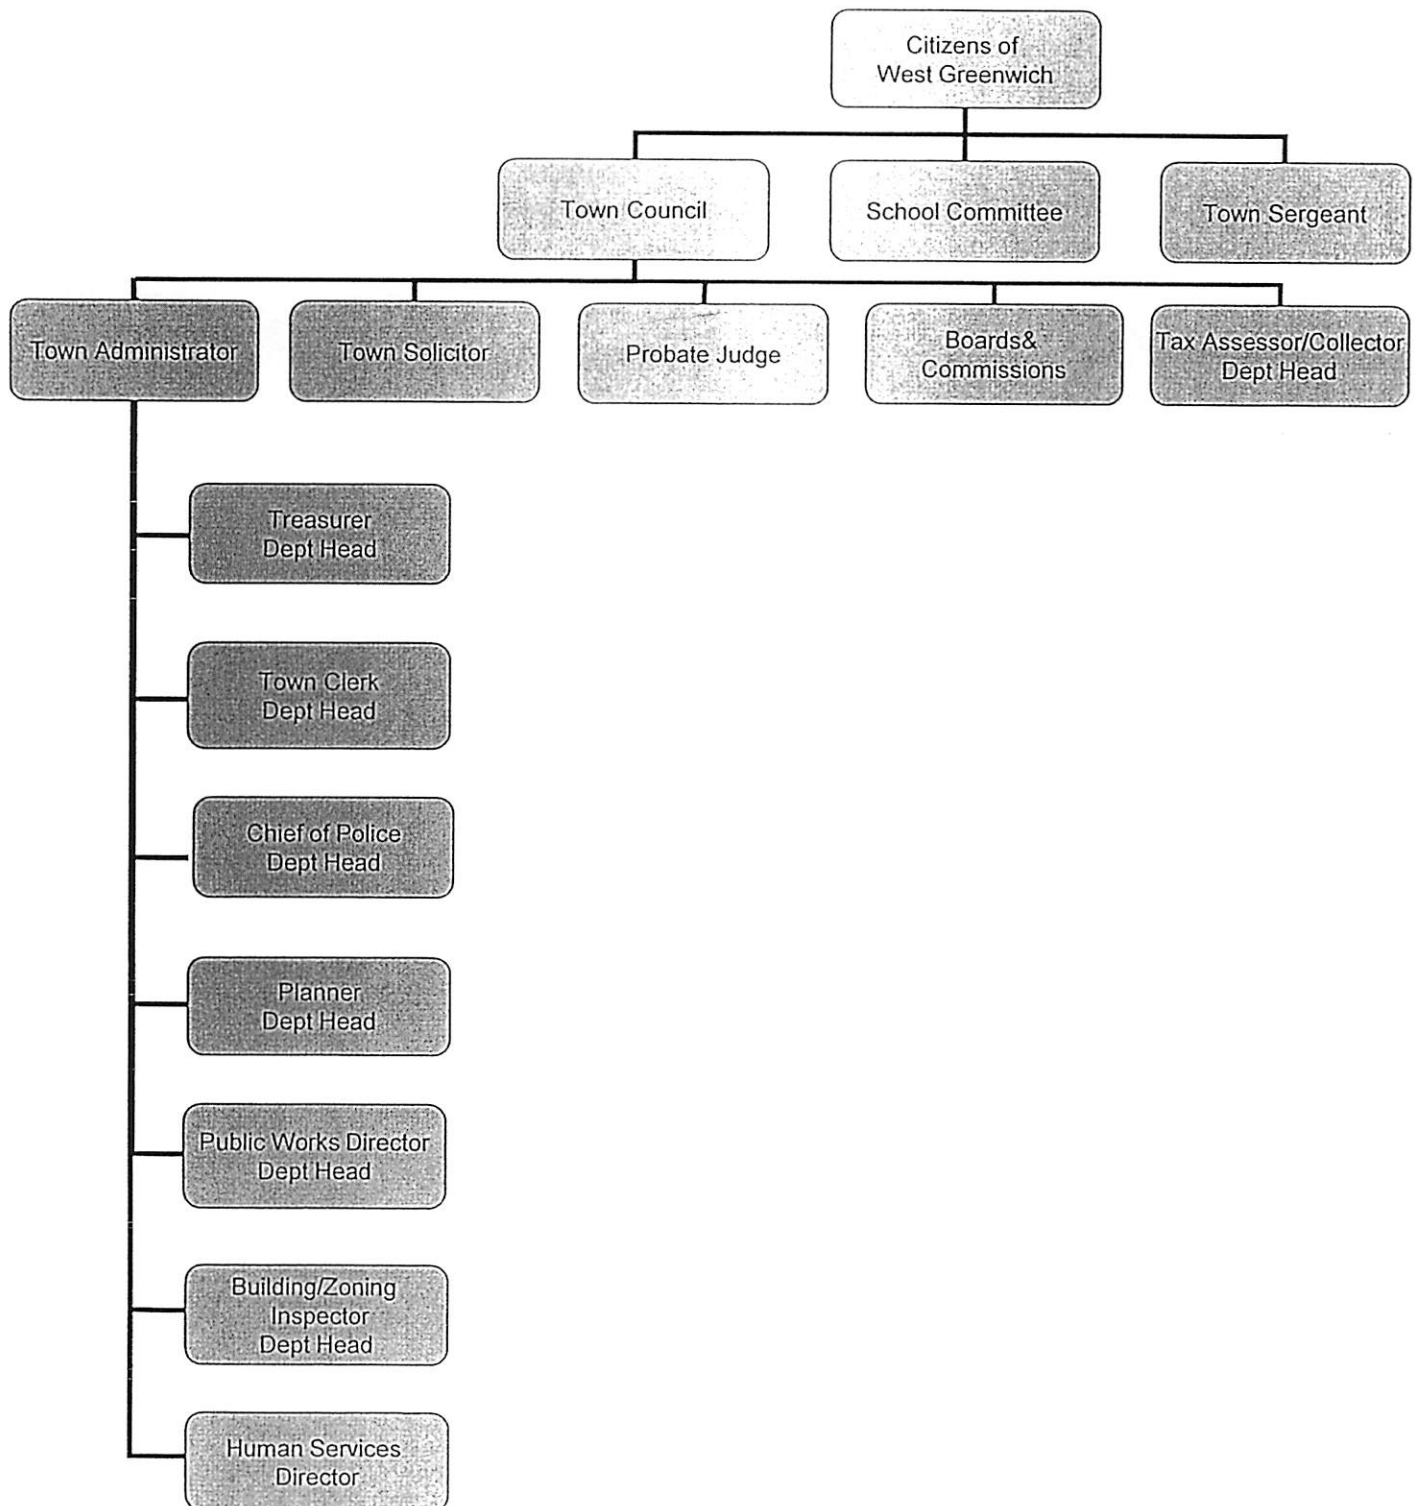 Citizens of
West Greenwich
Town Council
School Committee
Town Sergeant
Town Administrator
Town Solicitor
Probate Judge
Boards&
Commissions
Tax Assessor/Collector
Dept Head
Treasurer
Dept Head
Town Clerk
Dept Head
Chief of Police
Dept Head
Planner
Dept Head
Public Works Director
Dept Head
Building/Zoning
Inspector
Dept Head
Human Services
Director